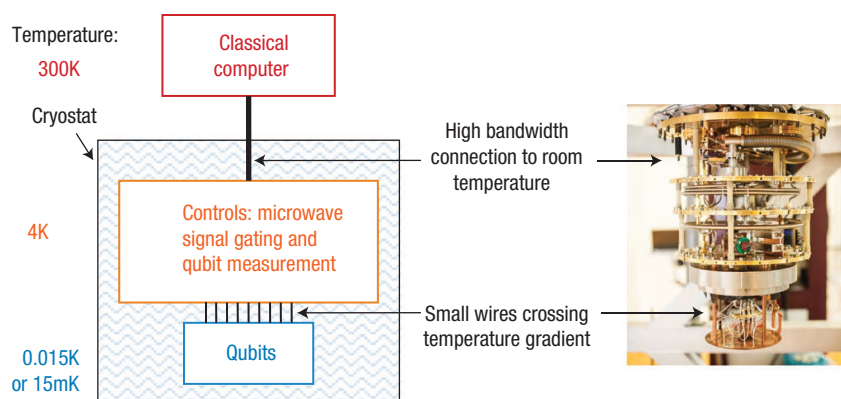 Temperature:
300K
Classical
computer
Cryostat
High bandwidth
connection to room
temperature
4K
Controls: microwave
signal gating and
qubit measurement
Small wires crossing
temperature gradient
Qubits
0.015K
or 15mK